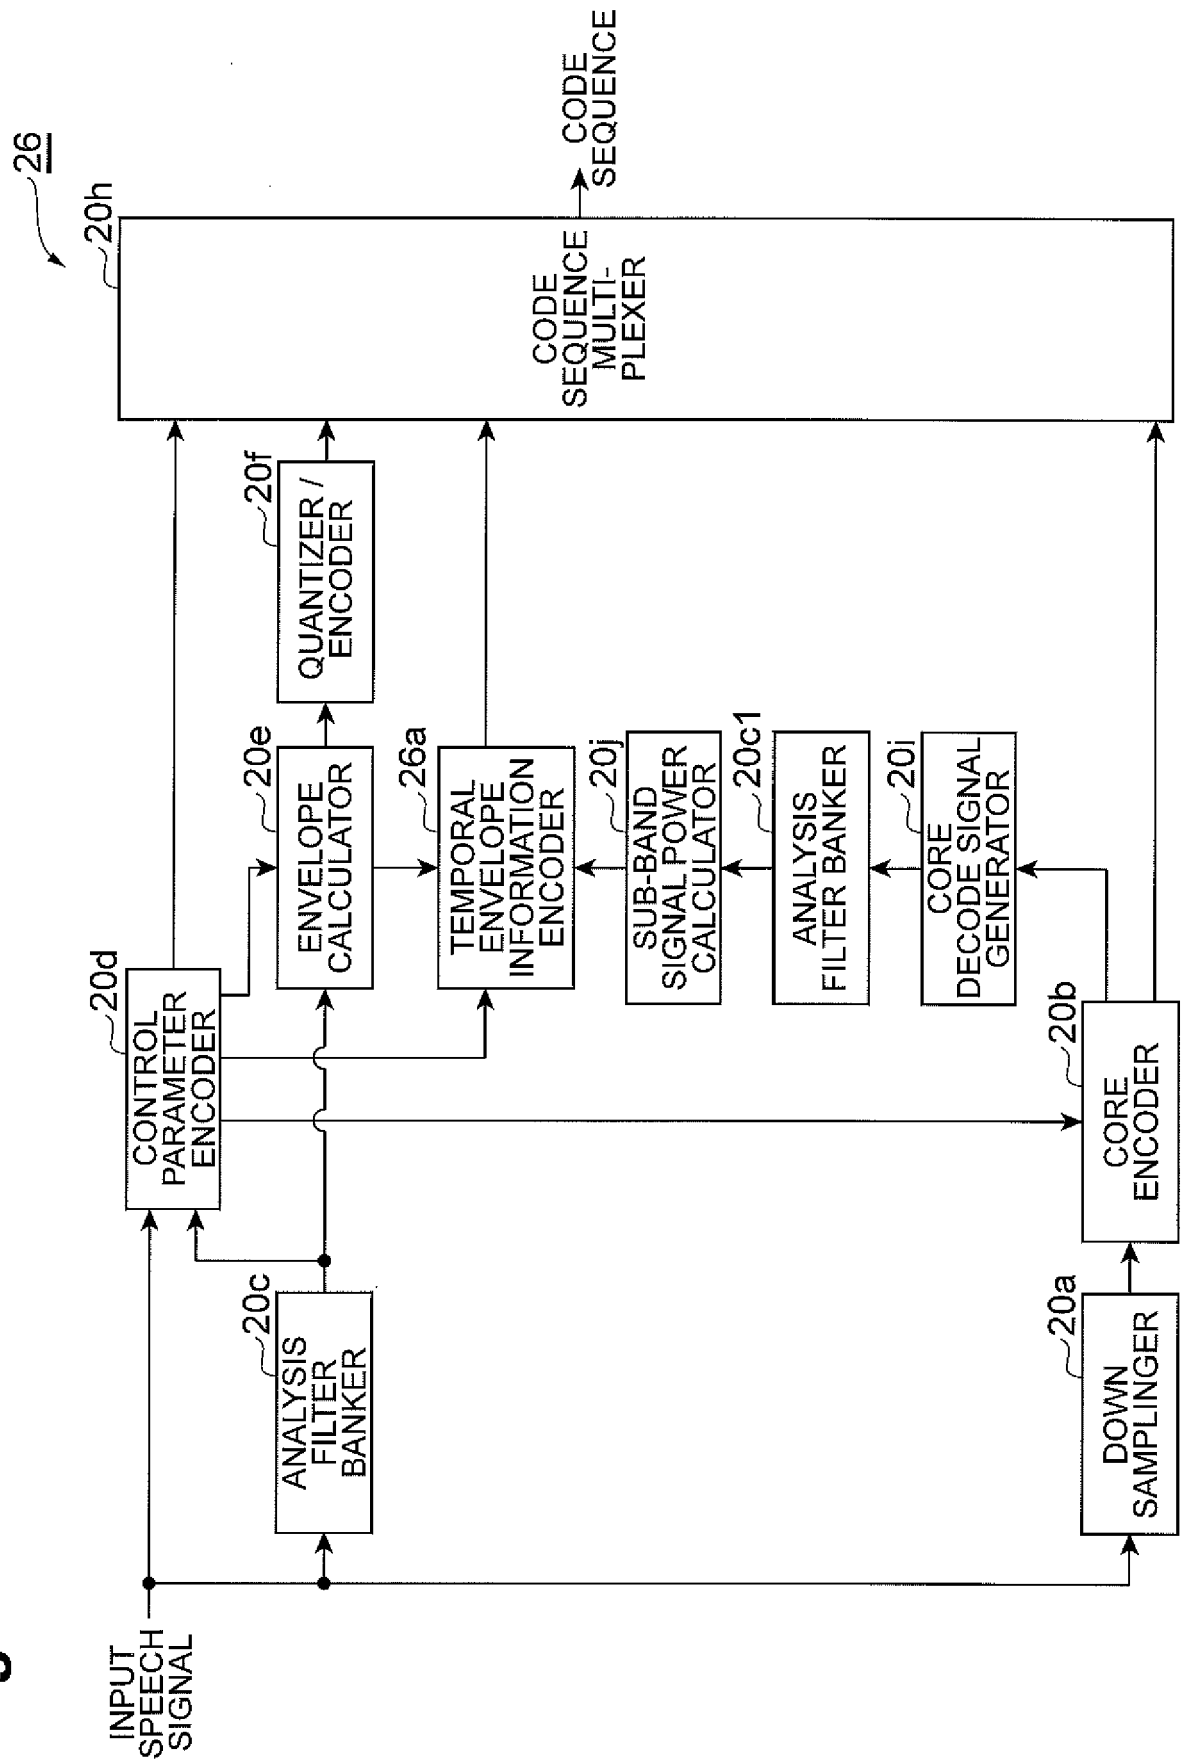 26
20h
CODE
SEQUENCE
MULTI-
PLEXER
CODE
SEQUENCE
20d
CONTROL
PARAMETER
ENCODER
20e
ENVELOPE
CALCULATOR
20f
QUANTIZER /
ENCODER
26a
TEMPORAL
ENVELOPE
INFORMATION
ENCODER
20j
SUB-BAND
SIGNAL POWER
CALCULATOR
20c1
ANALYSIS
FILTER BANKER
20i
CORE
DECODE SIGNAL
GENERATOR
20c
ANALYSIS
FILTER
BANKER
20b
CORE
ENCODER
20a
DOWN
SAMPLINGER
INPUT
SPEECH
SIGNAL